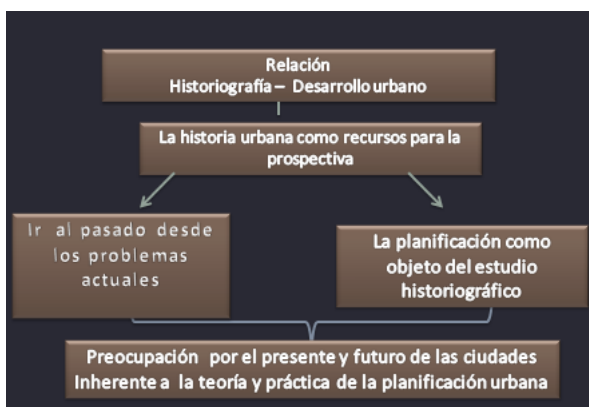 Relación
Historiografía – Desarrollo urbano
La historia urbana como recursos para la
prospectiva
Ir al pasado desde
los problemas
actuales
La planificación como
objeto del estudio
historiográfico
Preocupación por el presente y futuro de las ciudades
Inherente a la teoría y práctica de la planificación urbana